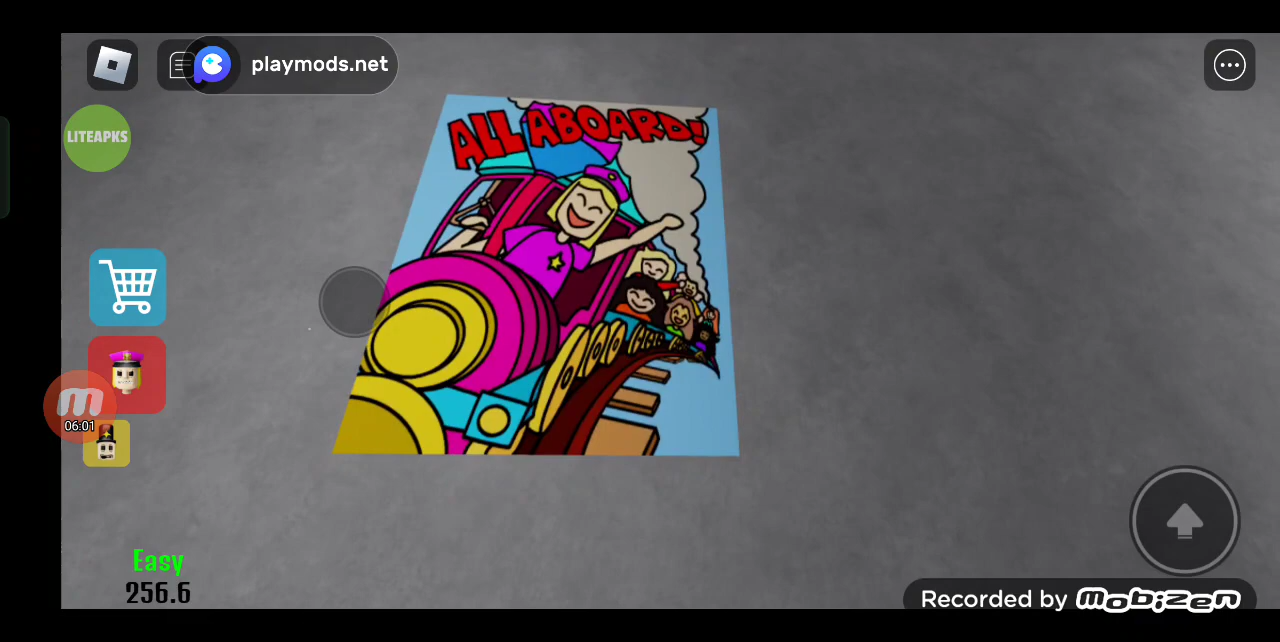 playmods.net
LITEAPKS
ALL ABOARD!
06:01
Easy
256.6
Recorded by mobizen